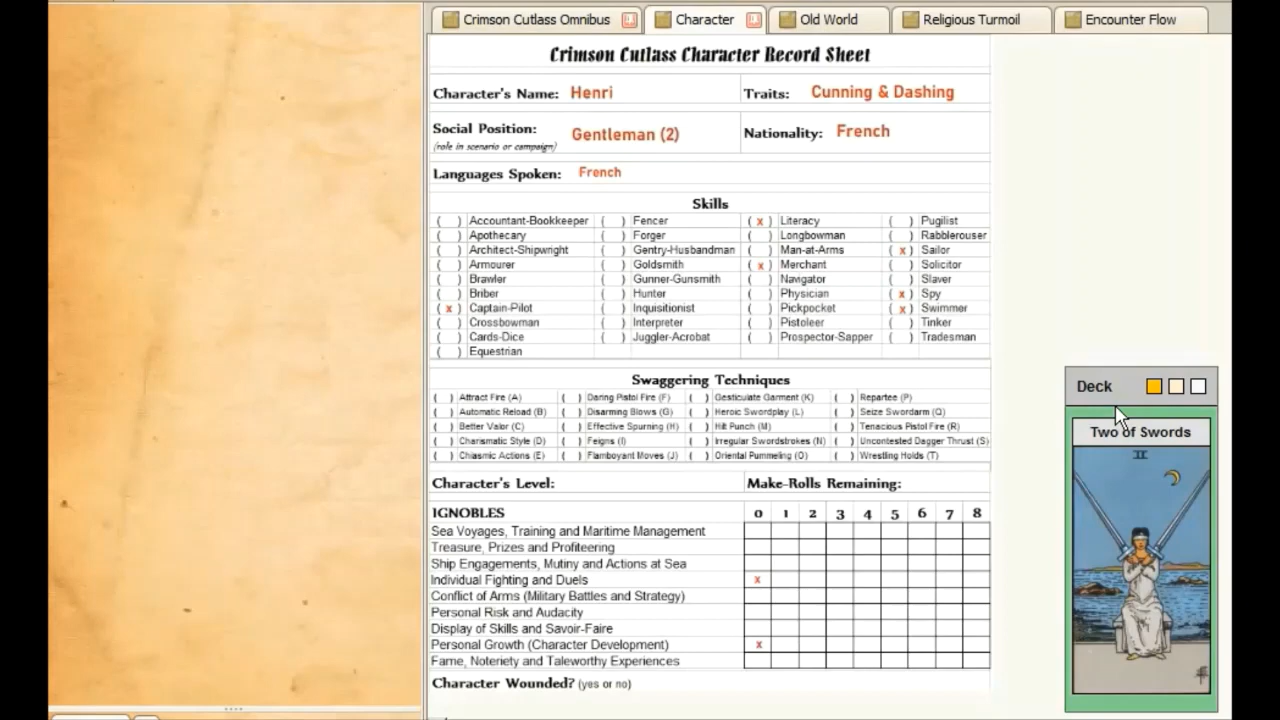 Crimson Cutlass Omnibus Character Old World Religious Turmoil Encounter Flow
Crimson Cutlass Character Record Sheet
Character's Name: Henri Traits: Cunning & Dashing
Social Position: Gentleman (2) Nationality: French
(role in scenario or campaign)
Languages Spoken: French
Skills
( ) Accountant-Bookkeeper ( ) Fencer ( x ) Literacy ( ) Pugilist
( ) Apothecary ( ) Forger ( ) Longbowman ( ) Rabblerouser
( ) Architect-Shipwright ( ) Gentry-Husbandman ( ) Man-at-Arms ( x ) Sailor
( ) Armourer ( ) Goldsmith ( x ) Merchant ( ) Solicitor
( ) Brawler ( ) Gunner-Gunsmith ( ) Navigator ( ) Slaver
( ) Briber ( ) Hunter ( ) Physician ( x ) Spy
( x ) Captain-Pilot ( ) Inquisitionist ( ) Pickpocket ( x ) Swimmer
( ) Crossbowman ( ) Interpreter ( ) Pistoleer ( ) Tinker
( ) Cards-Dice ( ) Juggler-Acrobat ( ) Prospector-Sapper ( ) Tradesman
( ) Equestrian
Swaggering Techniques
( ) Attract Fire (A) ( ) Daring Pistol Fire (F) ( ) Gesticulate Garment (K) ( ) Repartee (P)
( ) Automatic Reload (B) ( ) Disarming Blows (G) ( ) Heroic Swordplay (L) ( ) Seize Swordarm (Q)
( ) Better Valor (C) ( ) Effective Spurning (H) ( ) Hilt Punch (M) ( ) Tenacious Pistol Fire (R)
( ) Charismatic Style (D) ( ) Feigns (I) ( ) Irregular Swordstrokes (N) ( ) Uncontested Dagger Thrust (S)
( ) Chiasmic Actions (E) ( ) Flamboyant Moves (J) ( ) Oriental Pummeling (O) ( ) Wrestling Holds (T)
Character's Level: Make-Rolls Remaining:
IGNOBLES 0 1 2 3 4 5 6 7 8
Sea Voyages, Training and Maritime Management
Treasure, Prizes and Profiteering
Ship Engagements, Mutiny and Actions at Sea
Individual Fighting and Duels x
Conflict of Arms (Military Battles and Strategy)
Personal Risk and Audacity
Display of Skills and Savoir-Faire
Personal Growth (Character Development) x
Fame, Noteriety and Taleworthy Experiences
Character Wounded? (yes or no)
Deck
Two of Swords
II